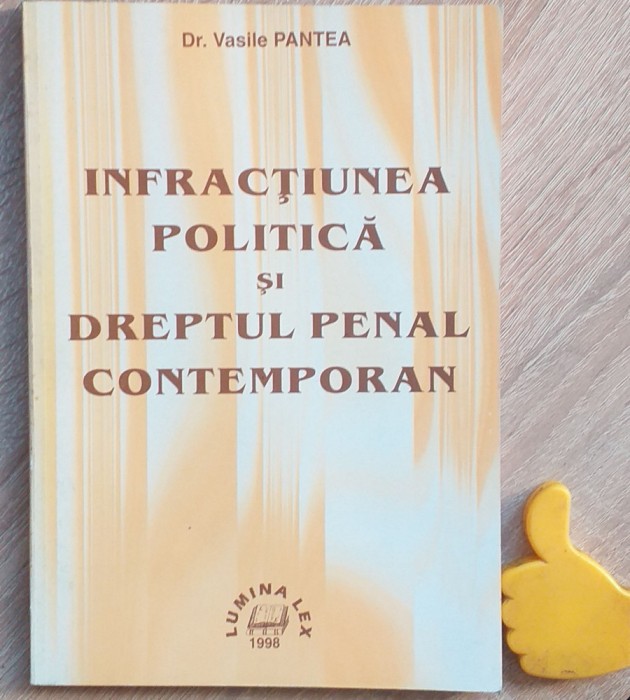 Dr. Vasile PANTEA
INFRACŢIUNEA
POLITICĂ
ŞI
DREPTUL PENAL
CONTEMPORAN
LUMINA LEX
1998